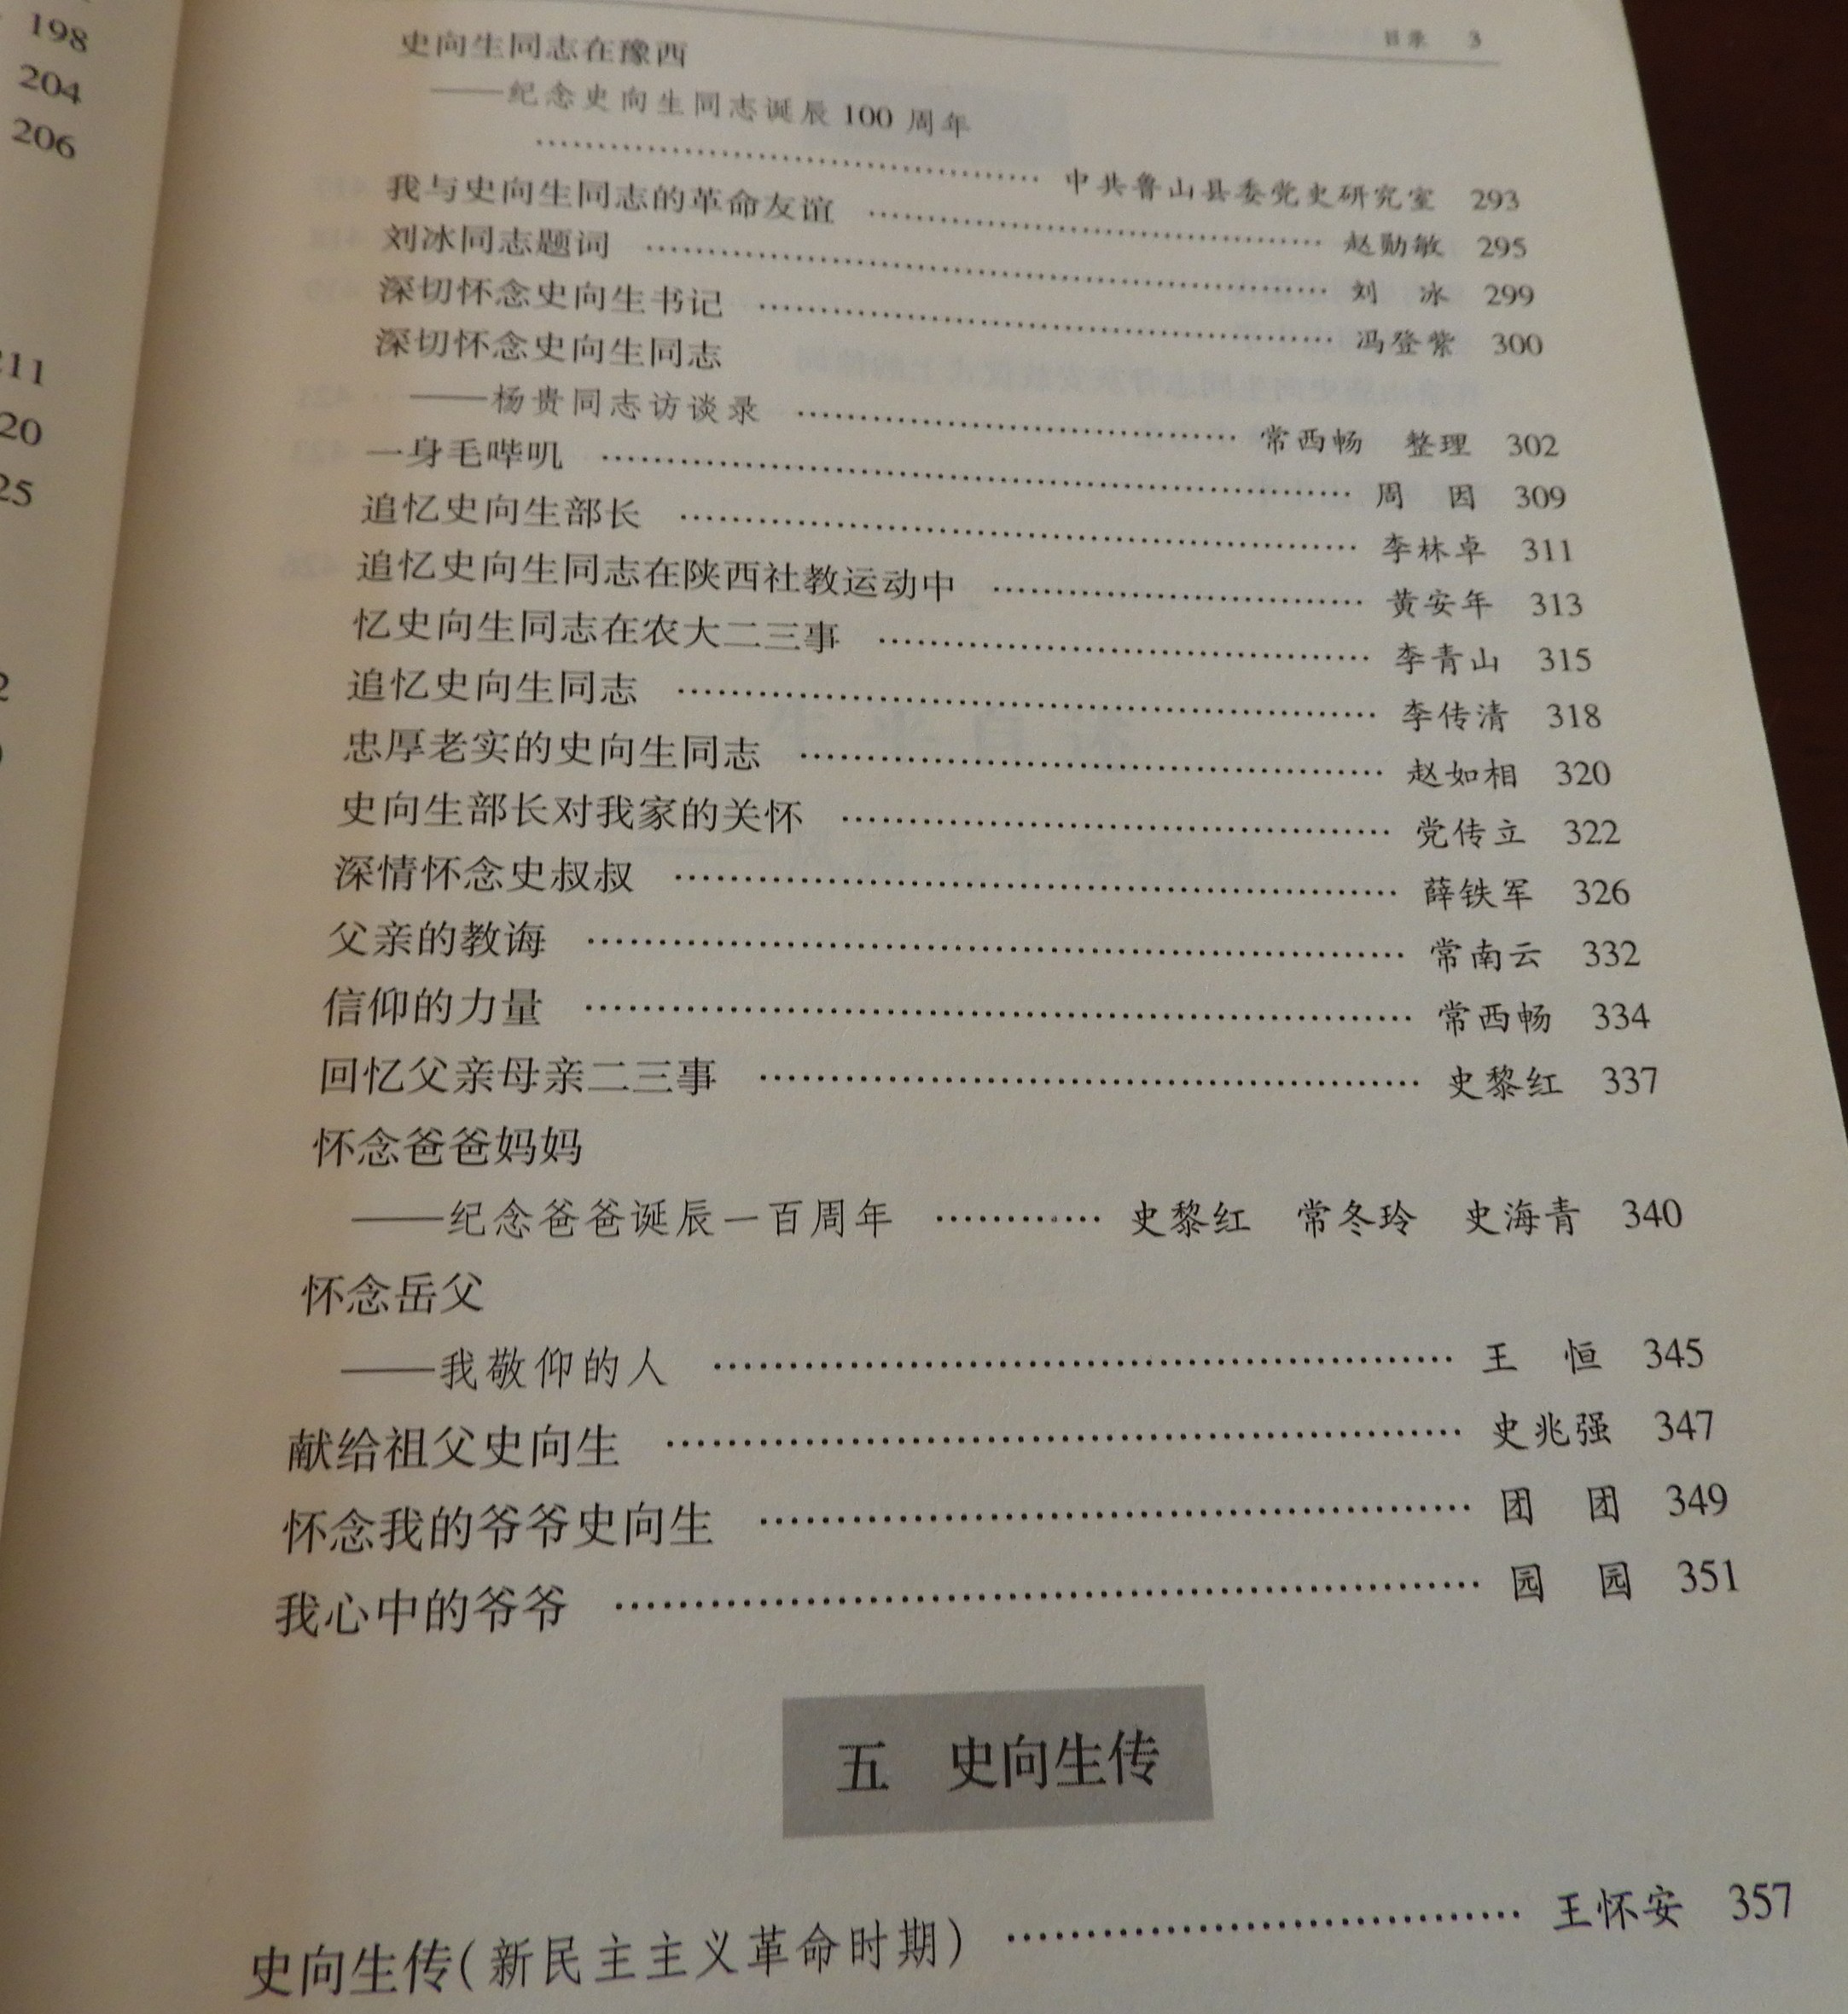 198
204
206
211
20
25
2
目录 3
史向生同志在豫西
——纪念史向生同志诞辰100周年
…………………………………… 中共鲁山县委党史研究室 293
我与史向生同志的革命友谊 …………………………………… 赵勋敏 295
刘冰同志题词 …………………………………… 刘 冰 299
深切怀念史向生书记 …………………………………… 冯登紫 300
深切怀念史向生同志
——杨贵同志访谈录 …………………………………… 常西畅 整理 302
一身毛哔叽 …………………………………… 周 因 309
追忆史向生部长 …………………………………… 李林卓 311
追忆史向生同志在陕西社教运动中 …………………………… 黄安年 313
忆史向生同志在农大二三事 …………………………………… 李青山 315
追忆史向生同志 …………………………………… 李传清 318
忠厚老实的史向生同志 …………………………………… 赵如相 320
史向生部长对我家的关怀 …………………………………… 党传立 322
深情怀念史叔叔 …………………………………… 薛铁军 326
父亲的教诲 …………………………………… 常南云 332
信仰的力量 …………………………………… 常西畅 334
回忆父亲母亲二三事 …………………………………… 史黎红 337
怀念爸爸妈妈
——纪念爸爸诞辰一百周年 ………… 史黎红 常冬玲 史海青 340
怀念岳父
——我敬仰的人 …………………………………… 王 恒 345
献给祖父史向生 …………………………………… 史兆强 347
怀念我的爷爷史向生 …………………………………… 团 团 349
我心中的爷爷 …………………………………… 园 园 351
五 史向生传
史向生传(新民主主义革命时期) …………………………… 王怀安 357